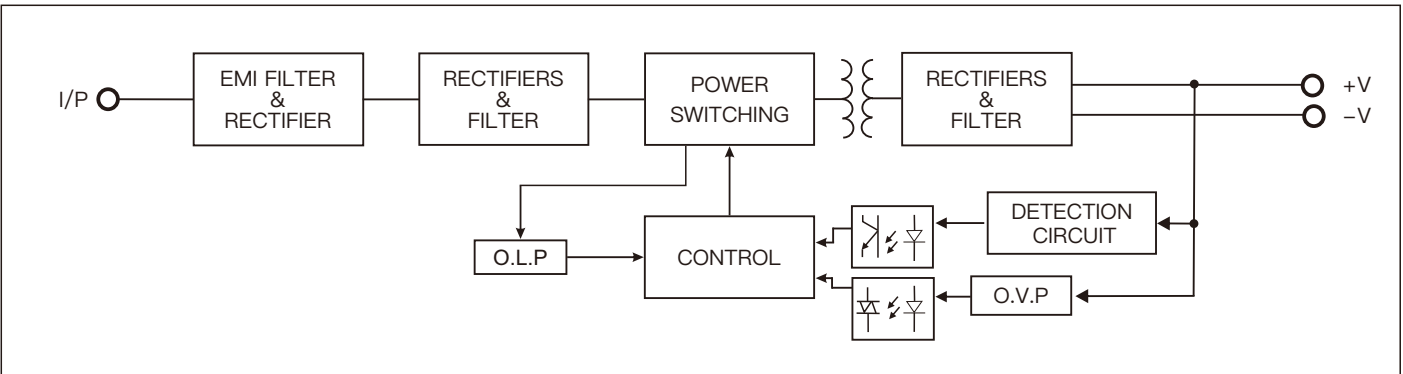 I/P
EMI FILTER
&
RECTIFIER
RECTIFIERS
&
FILTER
POWER
SWITCHING
RECTIFIERS
&
FILTER
+V
−V
O.L.P
CONTROL
DETECTION
CIRCUIT
O.V.P